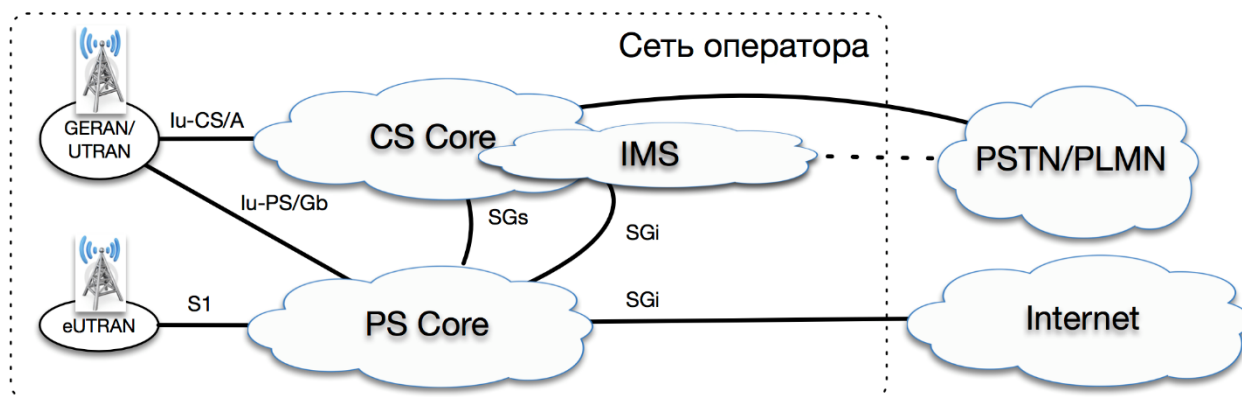 Сеть оператора
GERAN/
UTRAN
Iu-CS/A
CS Core
IMS
PSTN/PLMN
Iu-PS/Gb
SGs
SGi
eUTRAN
S1
PS Core
SGi
Internet